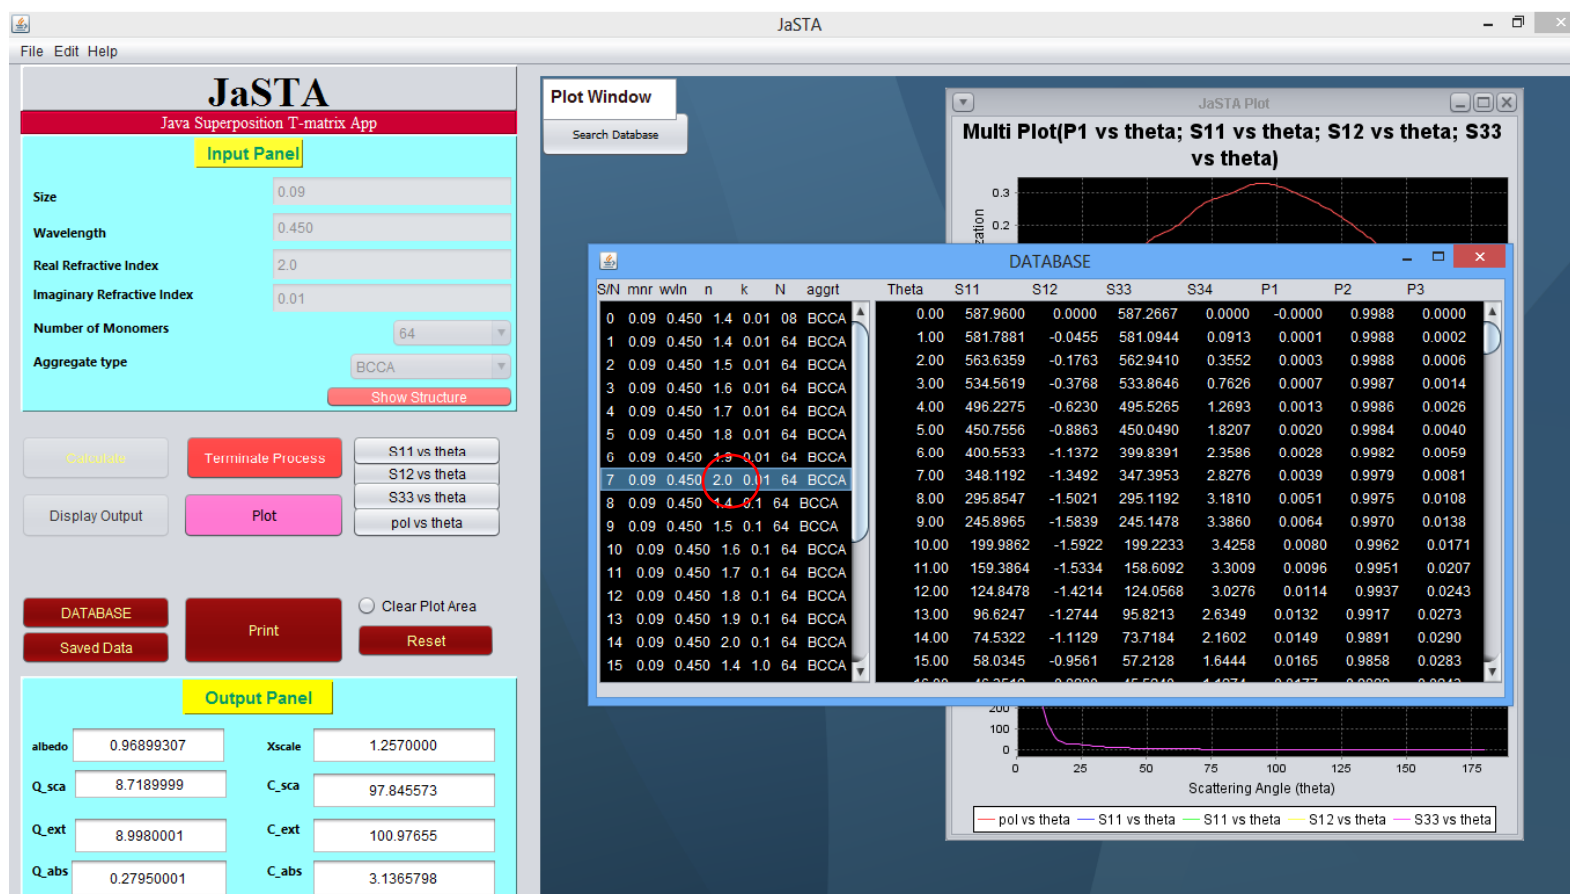 JaSTA
File Edit Help
JaSTA
Java Superposition T-matrix App
Input Panel
Size 0.09
Wavelength 0.450
Real Refractive Index 2.0
Imaginary Refractive Index 0.01
Number of Monomers 64
Aggregate type BCCA
Show Structure
Calculate Terminate Process S11 vs theta
S12 vs theta
S33 vs theta
Display Output Plot pol vs theta
DATABASE Print Clear Plot Area
Saved Data Reset
Output Panel
albedo 0.96899307 Xscale 1.2570000
Q_sca 8.7189999 C_sca 97.845573
Q_ext 8.9980001 C_ext 100.97655
Q_abs 0.27950001 C_abs 3.1365798
Plot Window
Search Database
JaSTA Plot
Multi Plot(P1 vs theta; S11 vs theta; S12 vs theta; S33
vs theta)
0.3
0.2
DATABASE
S/N mnr wvln n k N aggrt
0 0.09 0.450 1.4 0.01 08 BCCA
1 0.09 0.450 1.4 0.01 64 BCCA
2 0.09 0.450 1.5 0.01 64 BCCA
3 0.09 0.450 1.6 0.01 64 BCCA
4 0.09 0.450 1.7 0.01 64 BCCA
5 0.09 0.450 1.8 0.01 64 BCCA
6 0.09 0.450 1.9 0.01 64 BCCA
7 0.09 0.450 2.0 0.01 64 BCCA
8 0.09 0.450 1.4 0.1 64 BCCA
9 0.09 0.450 1.5 0.1 64 BCCA
10 0.09 0.450 1.6 0.1 64 BCCA
11 0.09 0.450 1.7 0.1 64 BCCA
12 0.09 0.450 1.8 0.1 64 BCCA
13 0.09 0.450 1.9 0.1 64 BCCA
14 0.09 0.450 2.0 0.1 64 BCCA
15 0.09 0.450 1.4 1.0 64 BCCA
Theta S11 S12 S33 S34 P1 P2 P3
0.00 587.9600 0.0000 587.2667 0.0000 -0.0000 0.9988 0.0000
1.00 581.7881 -0.0455 581.0944 0.0913 0.0001 0.9988 0.0002
2.00 563.6359 -0.1763 562.9410 0.3552 0.0003 0.9988 0.0006
3.00 534.5619 -0.3768 533.8646 0.7626 0.0007 0.9987 0.0014
4.00 496.2275 -0.6230 495.5265 1.2693 0.0013 0.9986 0.0026
5.00 450.7556 -0.8863 450.0490 1.8207 0.0020 0.9984 0.0040
6.00 400.5533 -1.1372 399.8391 2.3586 0.0028 0.9982 0.0059
7.00 348.1192 -1.3492 347.3953 2.8276 0.0039 0.9979 0.0081
8.00 295.8547 -1.5021 295.1192 3.1810 0.0051 0.9975 0.0108
9.00 245.8965 -1.5839 245.1478 3.3860 0.0064 0.9970 0.0138
10.00 199.9862 -1.5922 199.2233 3.4258 0.0080 0.9962 0.0171
11.00 159.3864 -1.5334 158.6092 3.3009 0.0096 0.9951 0.0207
12.00 124.8478 -1.4214 124.0568 3.0276 0.0114 0.9937 0.0243
13.00 96.6247 -1.2744 95.8213 2.6349 0.0132 0.9917 0.0273
14.00 74.5322 -1.1129 73.7184 2.1602 0.0149 0.9891 0.0290
15.00 58.0345 -0.9561 57.2128 1.6444 0.0165 0.9858 0.0283
200
100
0
0 25 50 75 100 125 150 175
Scattering Angle (theta)
pol vs theta S11 vs theta S11 vs theta S12 vs theta S33 vs theta